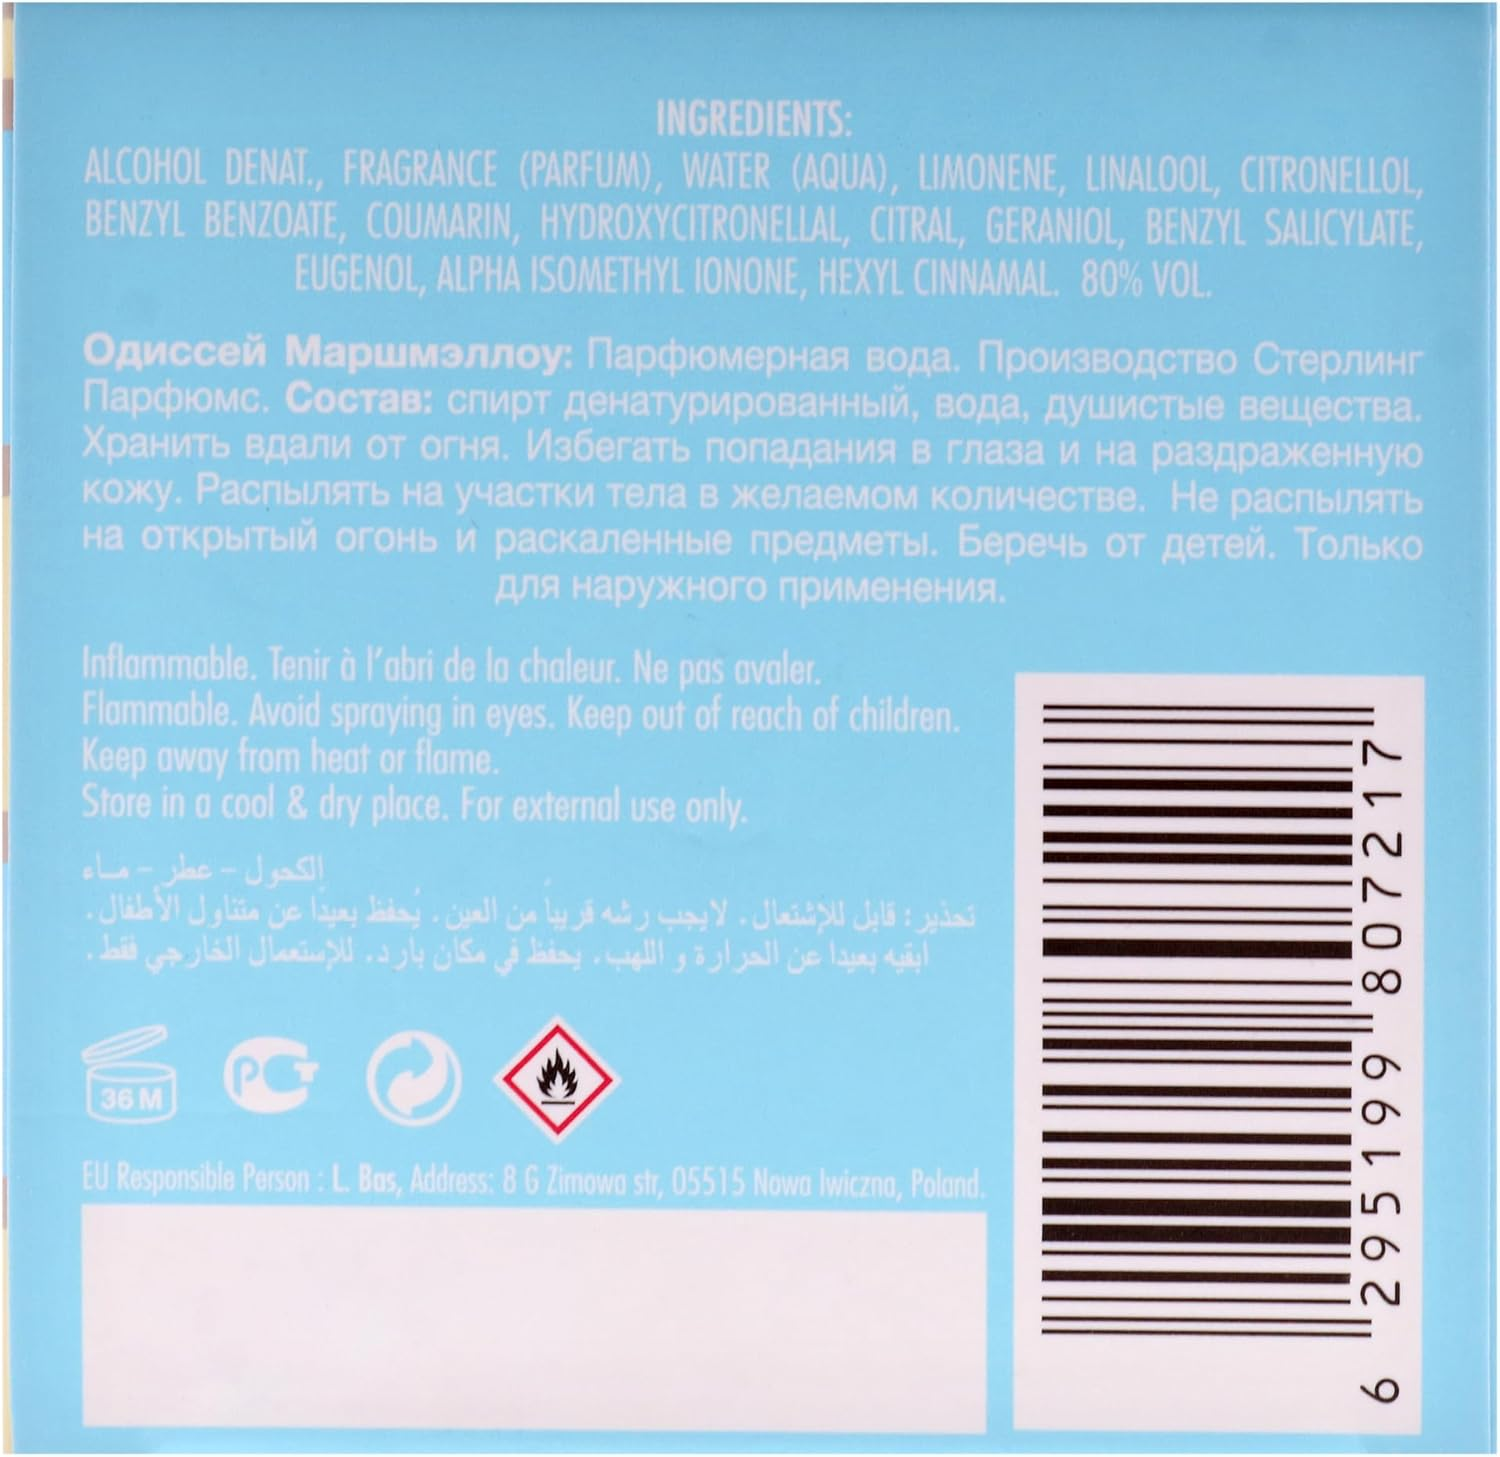 INGREDIENTS:
ALCOHOL DENAT., FRAGRANCE (PARFUM), WATER (AQUA), LIMONENE, LINALOOL, CITRONELLOL,
BENZYL BENZOATE, COUMARIN, HYDROXYCITRONELLAL, CITRAL, GERANIOL, BENZYL SALICYLATE,
EUGENOL, ALPHA ISOMETHYL IONONE, HEXYL CINNAMAL. 80% VOL.
Одиссей Маршмэллоу: Парфюмерная вода. Производство Стерлинг
Парфюмс. Состав: спирт денатурированный, вода, душистые вещества.
Хранить вдали от огня. Избегать попадания в глаза и на раздраженную
кожу. Распылять на участки тела в желаемом количестве. Не распылять
на открытый огонь и раскаленные предметы. Беречь от детей. Только
для наружного применения.
Inflammable. Tenir à l'abri de la chaleur. Ne pas avaler.
Flammable. Avoid spraying in eyes. Keep out of reach of children.
Keep away from heat or flame.
Store in a cool & dry place. For external use only.
الكحول - عطر - ماء
تحذير: قابل للإشتعال. لايجب رشه قريباً من العين. يُحفظ بعيدًا عن متناول الأطفال.
ابقيه بعيدا عن الحرارة و اللهب. يحفظ في مكان بارد. للإستعمال الخارجي فقط.
36 M
РСТ
EU Responsible Person : L. Bas, Address: 8 G Zimowa str, 05515 Nowa Iwiczna, Poland.
6 295199 807217